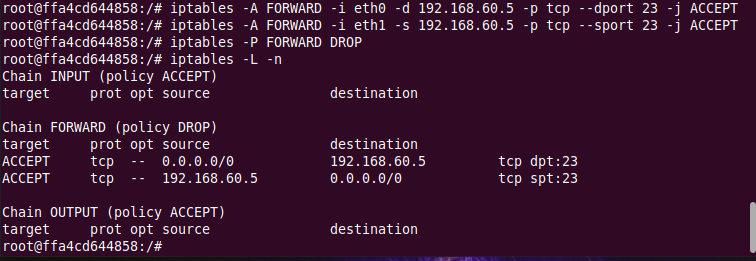 root@ffa4cd644858:/# iptables -A FORWARD -i eth0 -d 192.168.60.5 -p tcp --dport 23 -j ACCEPT
root@ffa4cd644858:/# iptables -A FORWARD -i eth1 -s 192.168.60.5 -p tcp --sport 23 -j ACCEPT
root@ffa4cd644858:/# iptables -P FORWARD DROP
root@ffa4cd644858:/# iptables -L -n
Chain INPUT (policy ACCEPT)
target     prot opt source               destination

Chain FORWARD (policy DROP)
target     prot opt source               destination
ACCEPT     tcp  --  0.0.0.0/0            192.168.60.5         tcp dpt:23
ACCEPT     tcp  --  192.168.60.5         0.0.0.0/0            tcp spt:23

Chain OUTPUT (policy ACCEPT)
target     prot opt source               destination
root@ffa4cd644858:/#